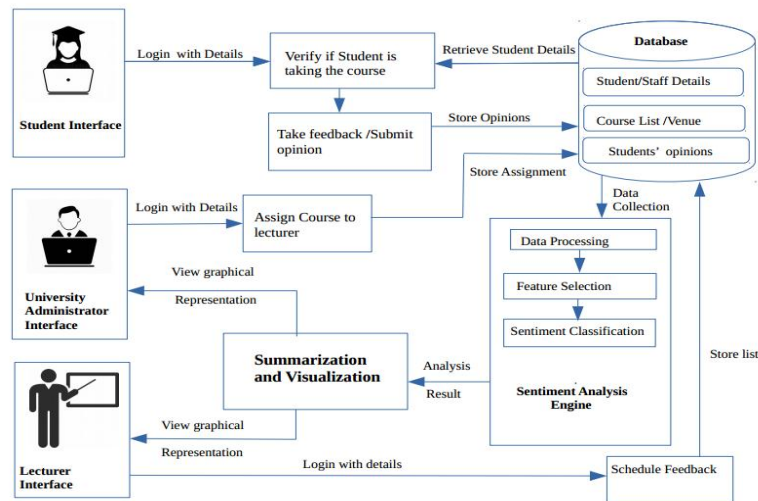 Student Interface
Login with Details
Verify if Student is
taking the course
Retrieve Student Details
Database
Student/Staff Details
Course List /Venue
Students' opinions
Take feedback /Submit
opinion
Store Opinions
Store Assignment
University
Administrator
Interface
Login with Details
Assign Course to
lecturer
View graphical
Representation
Data
Collection
Data Processing
Feature Selection
Sentiment Classification
Sentiment Analysis
Engine
Analysis
Result
Summarization
and Visualization
Store list
Lecturer
Interface
View graphical
Representation
Login with details
Schedule Feedback